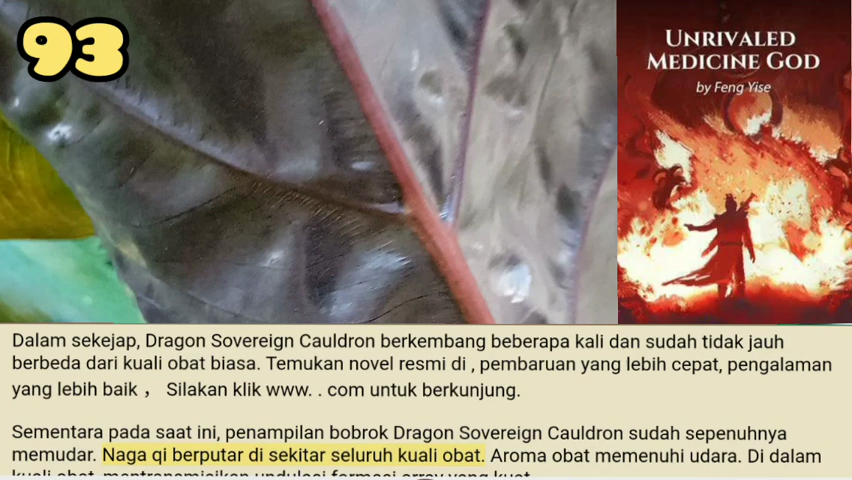 93
UNRIVALED
MEDICINE GOD
by Feng Yise
Dalam sekejap, Dragon Sovereign Cauldron berkembang beberapa kali dan sudah tidak jauh
berbeda dari kuali obat biasa. Temukan novel resmi di , pembaruan yang lebih cepat, pengalaman
yang lebih baik ， Silakan klik www. . com untuk berkunjung.
Sementara pada saat ini, penampilan bobrok Dragon Sovereign Cauldron sudah sepenuhnya
memudar. Naga qi berputar di sekitar seluruh kuali obat. Aroma obat memenuhi udara. Di dalam